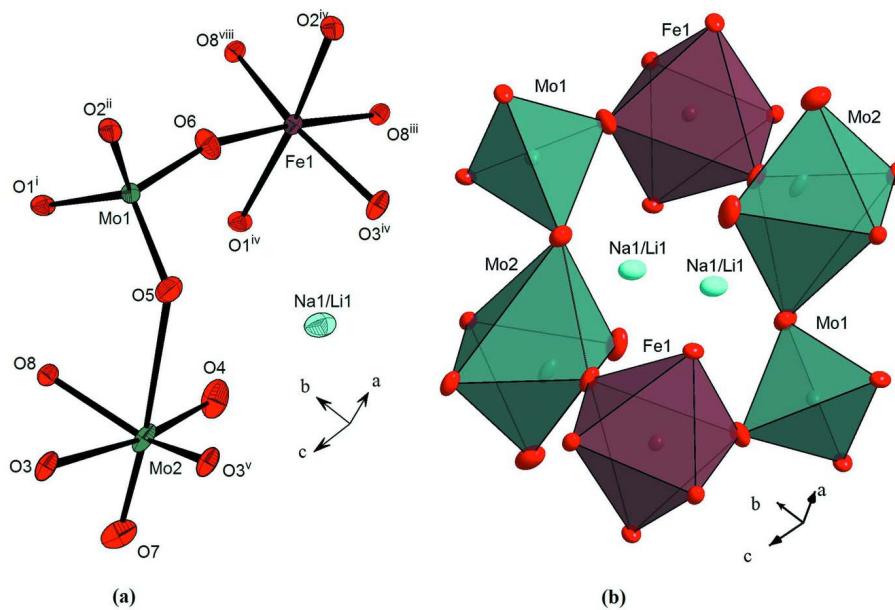 O2ⁱᵛ
O8ᵛⁱⁱⁱ
O2ⁱⁱ
O6
O8ⁱⁱⁱ
Fe1
O1ⁱ
Mo1
O1ⁱᵛ
O3ⁱᵛ
O5
Na1/Li1
O8
O4
b
a
c
O3
Mo2
O3ᵛ
O7
(a)
Fe1
Mo1
Mo2
Na1/Li1
Mo2
Na1/Li1
Fe1
Mo1
a
b
c
(b)